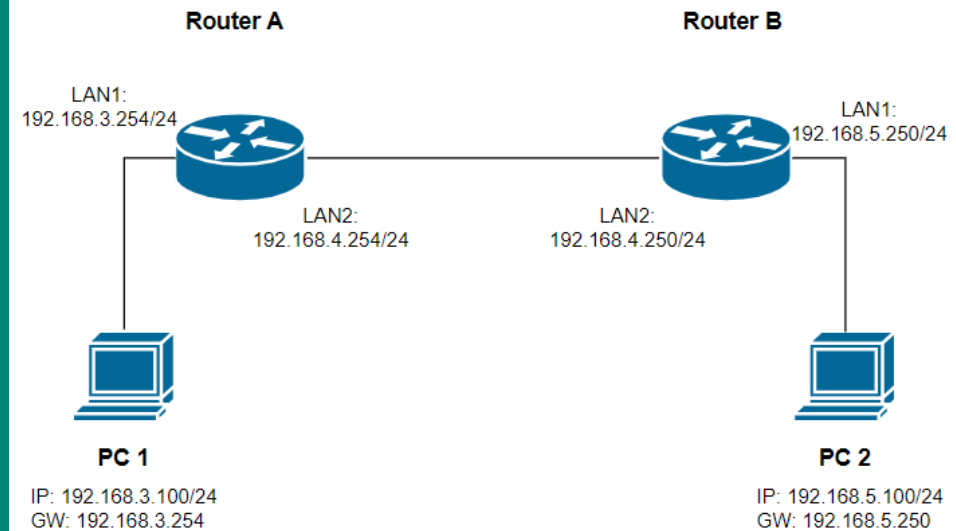 Router A
Router B
LAN1:
192.168.3.254/24
LAN1:
192.168.5.250/24
LAN2:
192.168.4.254/24
LAN2:
192.168.4.250/24
PC 1
IP: 192.168.3.100/24
GW: 192.168.3.254
PC 2
IP: 192.168.5.100/24
GW: 192.168.5.250